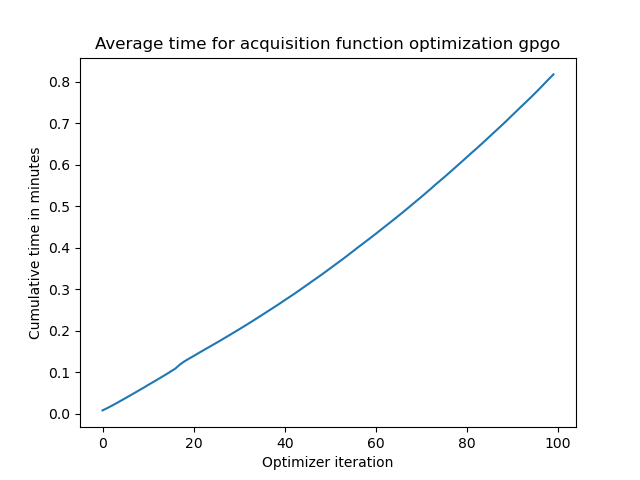 Average time for acquisition function optimization gpgo
Cumulative time in minutes
0.8
0.7
0.6
0.5
0.4
0.3
0.2
0.1
0.0
0 20 40 60 80 100
Optimizer iteration